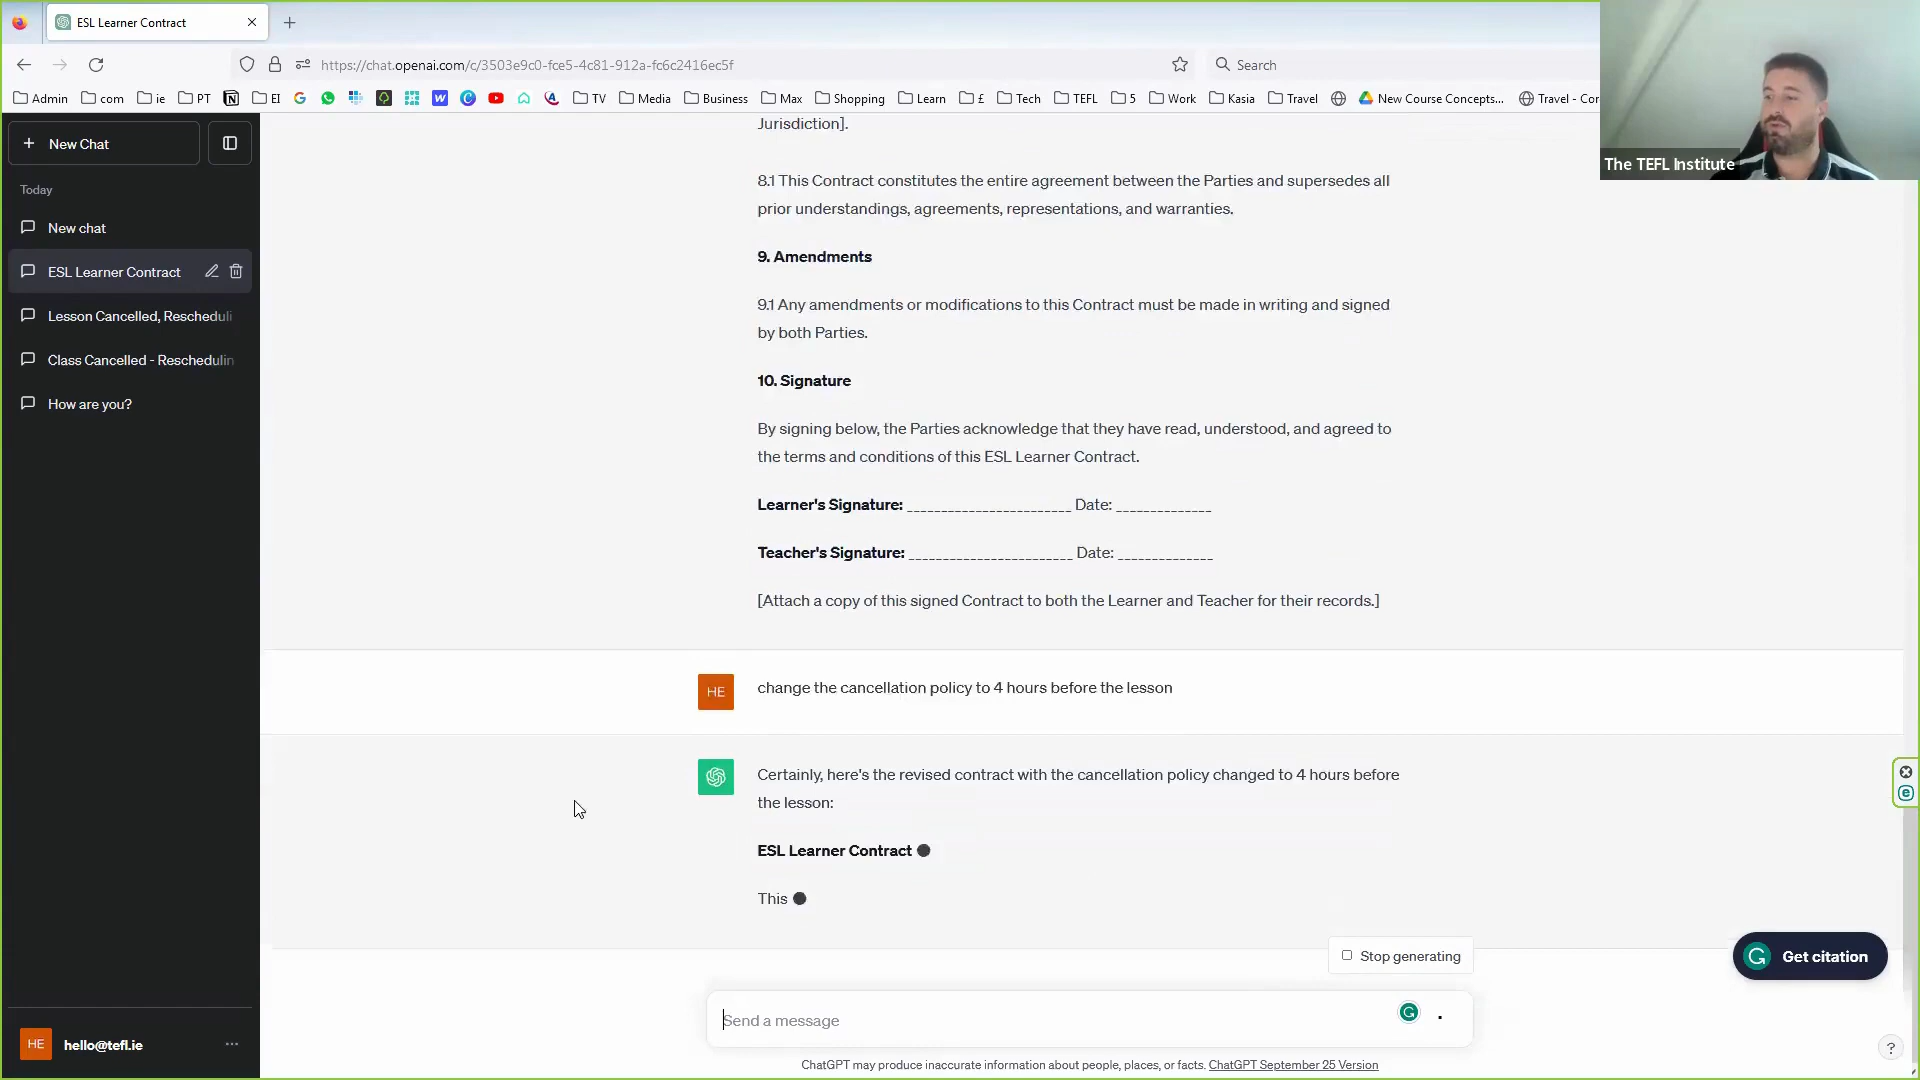 ESL Learner Contract
https://chat.openai.com/c/3503e9c0-fce5-4c81-912a-fc6c2416ec5f
Search
Admin com ie PT EI TV Media Business Max Shopping Learn £ Tech TEFL 5 Work Kasia Travel New Course Concepts... Travel - Cor
The TEFL Institute
New Chat
Today
New chat
ESL Learner Contract
Lesson Cancelled, Rescheduli
Class Cancelled - Reschedulin
How are you?
HE hello@tefl.ie
Jurisdiction].
8.1 This Contract constitutes the entire agreement between the Parties and supersedes all
prior understandings, agreements, representations, and warranties.
9. Amendments
9.1 Any amendments or modifications to this Contract must be made in writing and signed
by both Parties.
10. Signature
By signing below, the Parties acknowledge that they have read, understood, and agreed to
the terms and conditions of this ESL Learner Contract.
Learner's Signature: ________________________ Date: ______________
Teacher's Signature: ________________________ Date: ______________
[Attach a copy of this signed Contract to both the Learner and Teacher for their records.]
HE change the cancellation policy to 4 hours before the lesson
Certainly, here's the revised contract with the cancellation policy changed to 4 hours before
the lesson:
ESL Learner Contract
This
Stop generating
Get citation
Send a message
ChatGPT may produce inaccurate information about people, places, or facts. ChatGPT September 25 Version
?